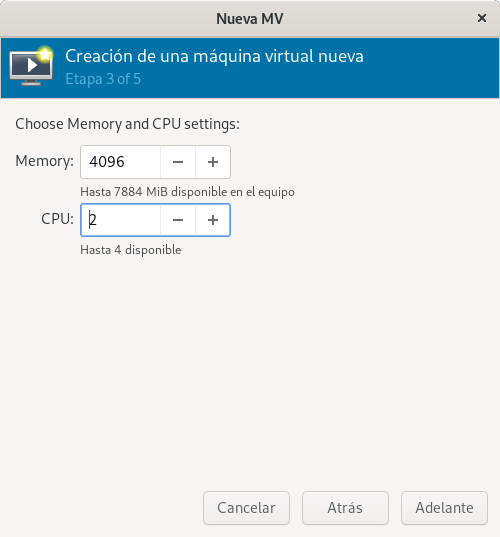 Nueva MV
Creación de una máquina virtual nueva
Etapa 3 of 5
Choose Memory and CPU settings:
Memory: 4096
Hasta 7884 MiB disponible en el equipo
CPU: 2
Hasta 4 disponible
Cancelar Atrás Adelante